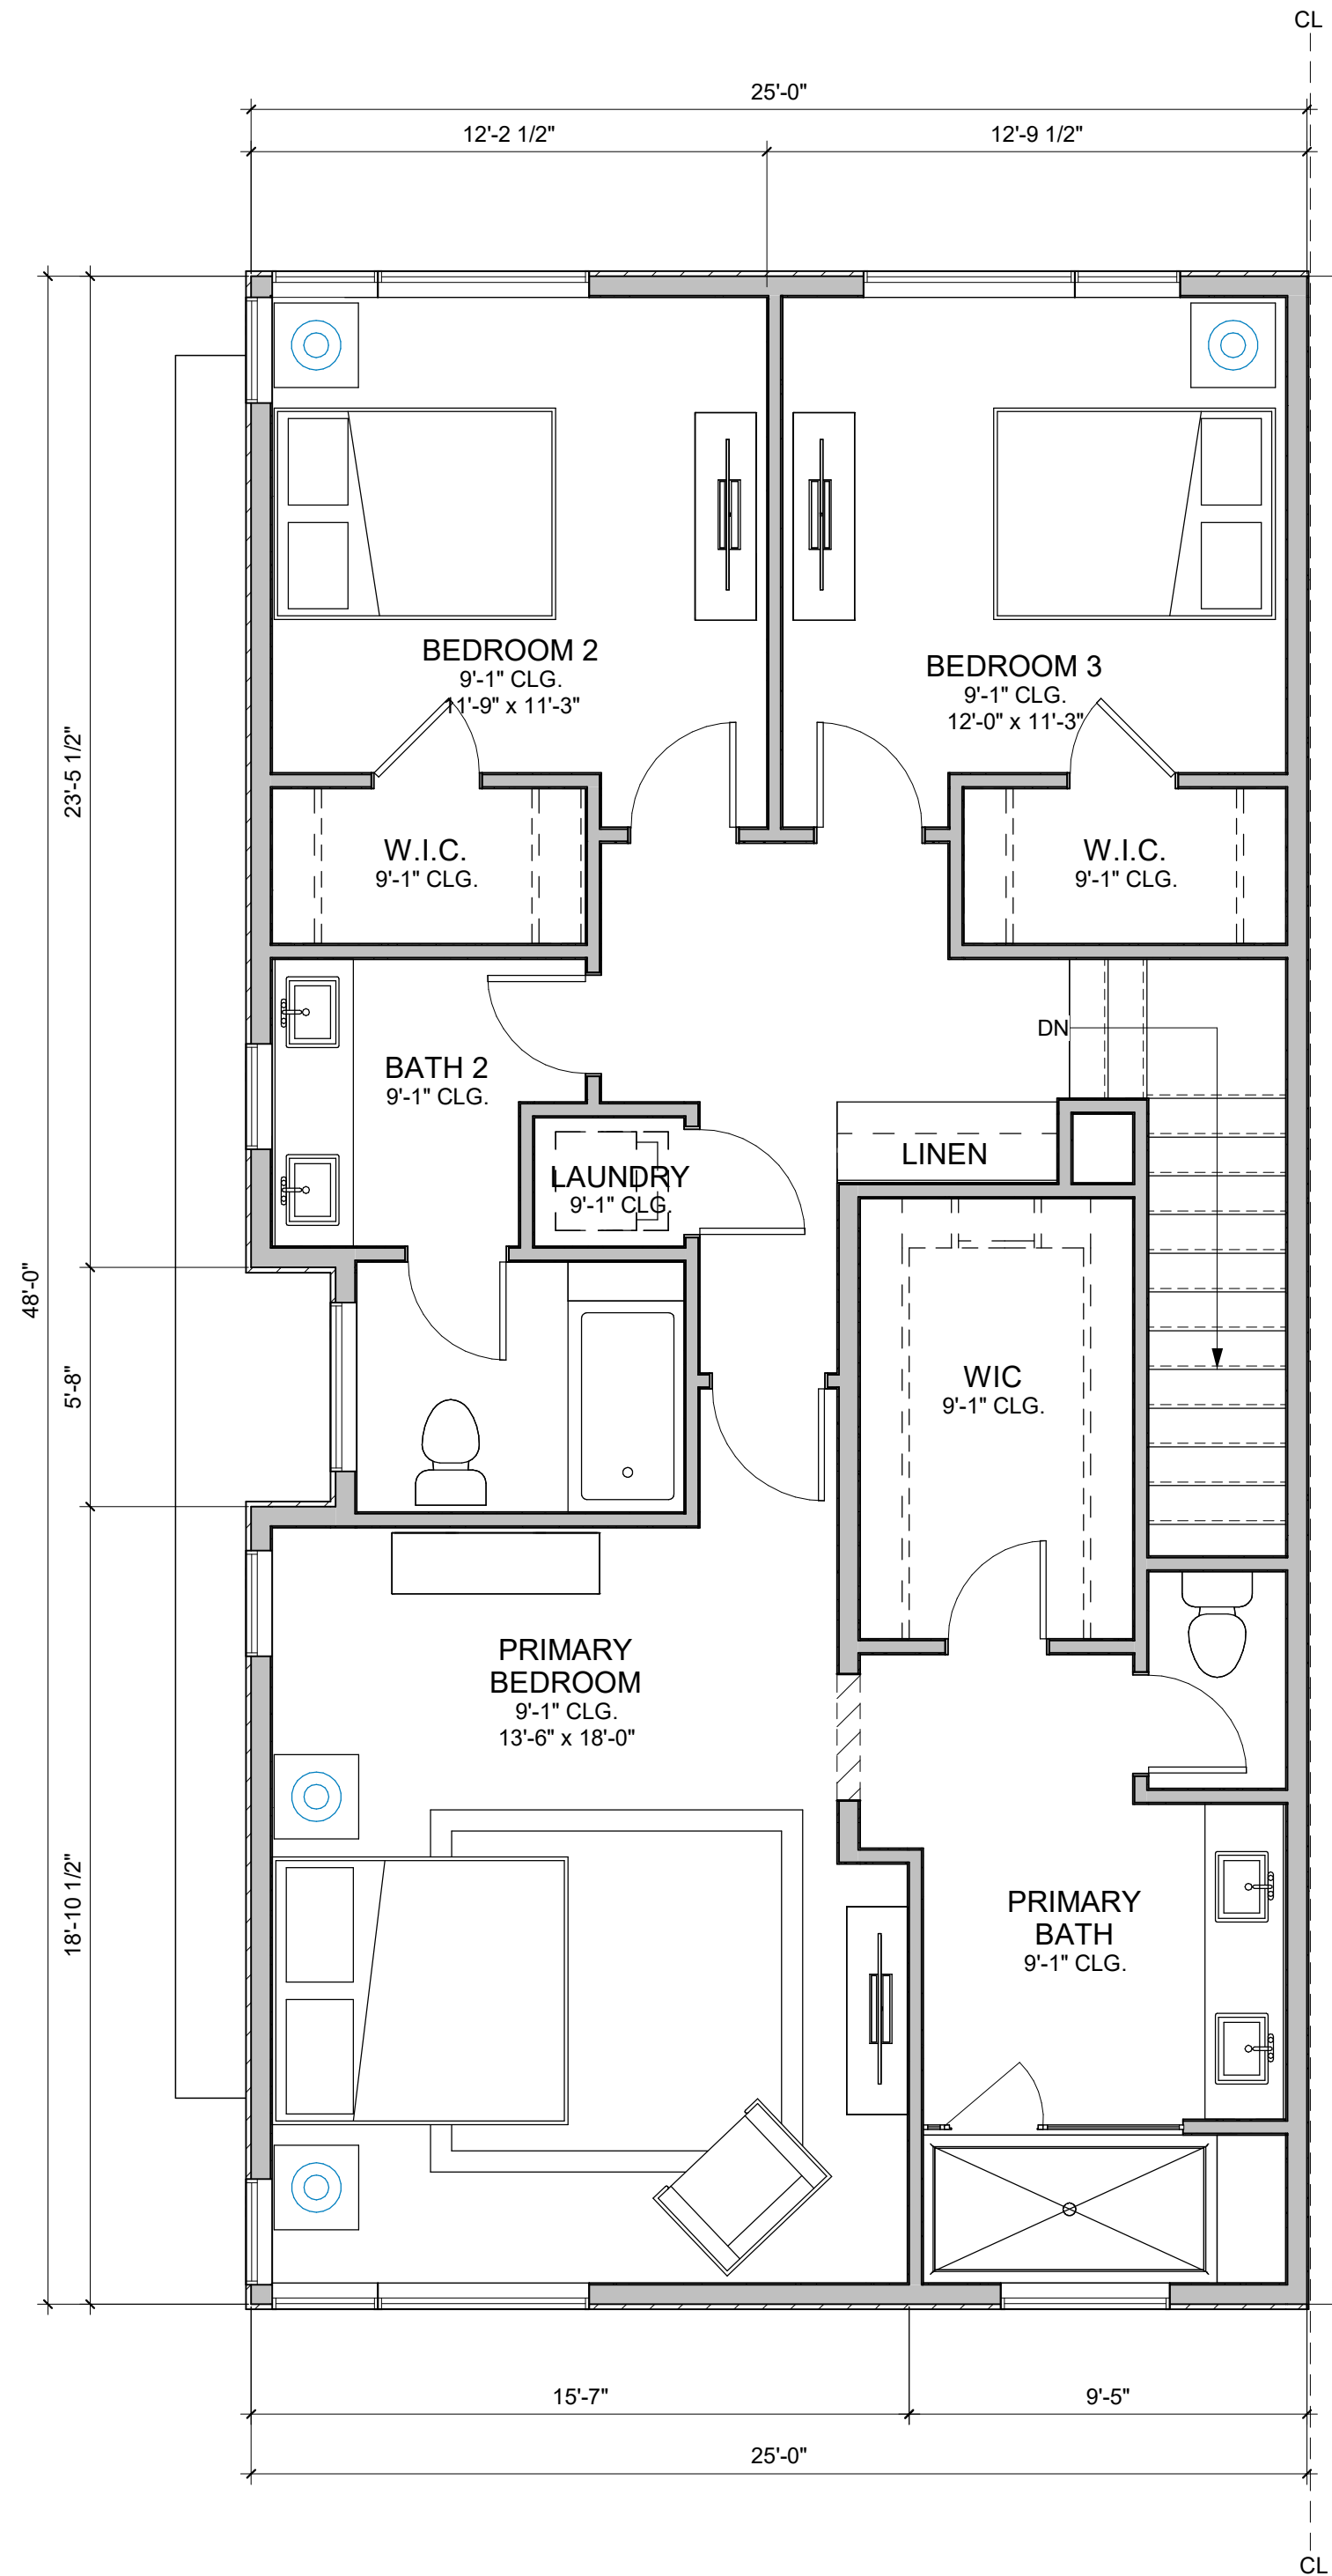 CL
25'-0"
12'-2 1/2"
12'-9 1/2"
BEDROOM 2
9'-1" CLG.
11'-9" x 11'-3"
BEDROOM 3
9'-1" CLG.
12'-0" x 11'-3"
23'-5 1/2"
W.I.C.
9'-1" CLG.
W.I.C.
9'-1" CLG.
DN
BATH 2
9'-1" CLG.
LAUNDRY
9'-1" CLG.
LINEN
48'-0"
5'-8"
WIC
9'-1" CLG.
PRIMARY
BEDROOM
9'-1" CLG.
13'-6" x 18'-0"
18'-10 1/2"
PRIMARY
BATH
9'-1" CLG.
15'-7"
9'-5"
25'-0"
CL